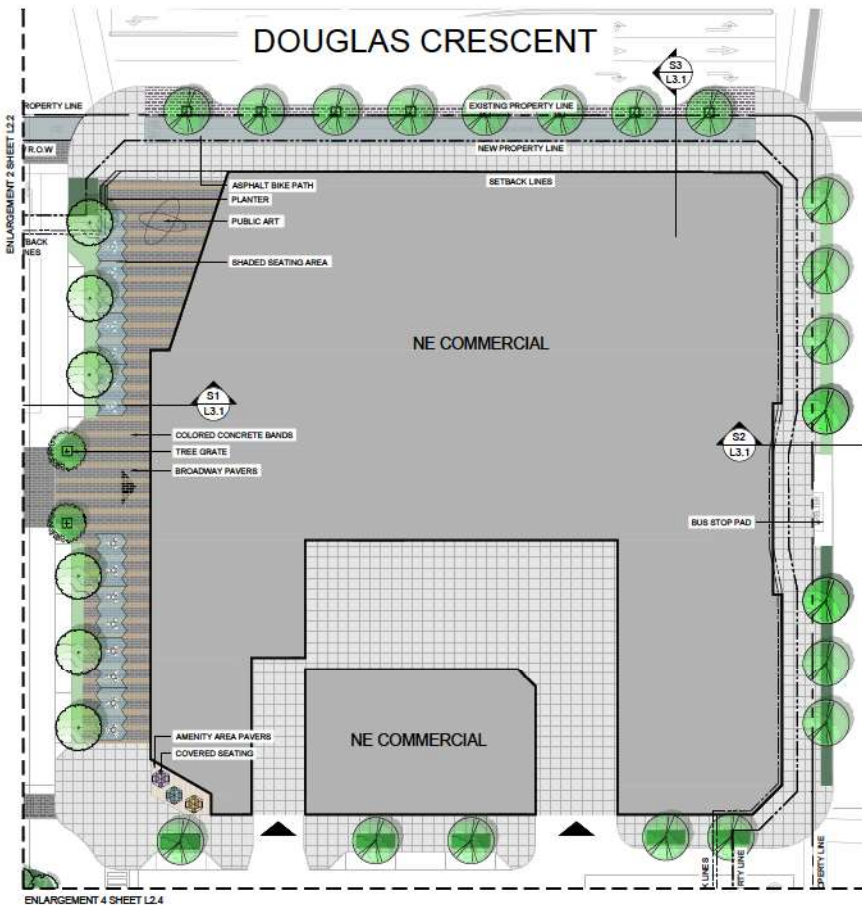 DOUGLAS CRESCENT
S3
L3.1
ROPERTY LINE
EXISTING PROPERTY LINE
ENLARGEMENT 2 SHEET L2.2
R.O.W
NEW PROPERTY LINE
SETBACK LINES
ASPHALT BIKE PATH
PLANTER
PUBLIC ART
BACK
NES
SHADED SEATING AREA
NE COMMERCIAL
S1
L3.1
COLORED CONCRETE BANDS
TREE GRATE
BROADWAY PAVERS
S2
L3.1
BUS STOP PAD
AMENITY AREA PAVERS
COVERED SEATING
NE COMMERCIAL
K LINES
RTY LINE
OPERTY LINE
ENLARGEMENT 4 SHEET L2.4